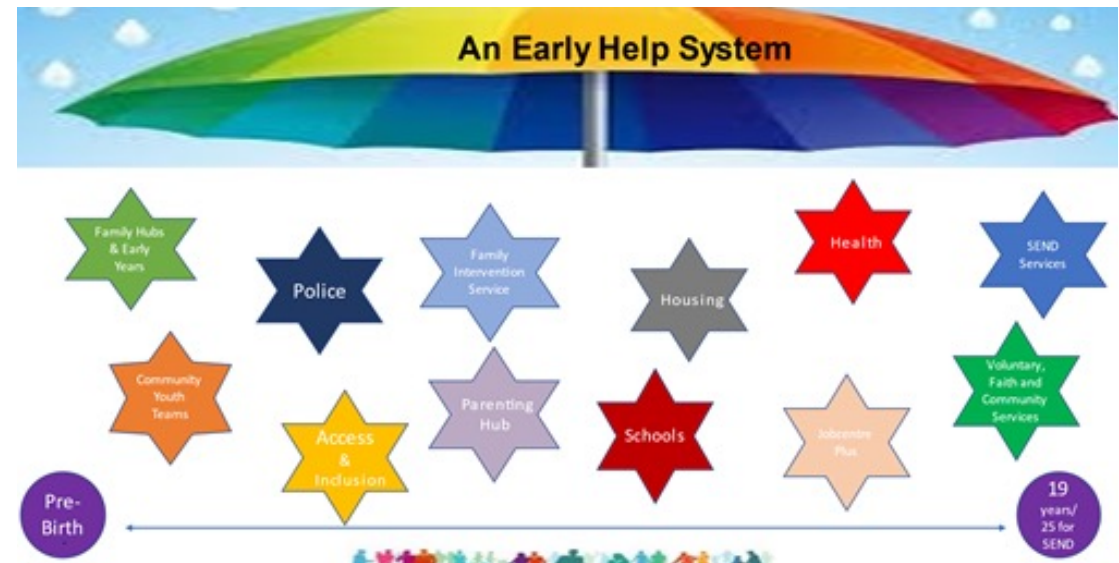 An Early Help System
Family Hubs
& Early
Years
Police
Family
Intervention
Service
Housing
Health
SEND
Services
Community
Youth
Teams
Access
&
Inclusion
Parenting
Hub
Schools
Jobcentre
Plus
Voluntary,
Faith and
Community
Services
Pre-
Birth
19
years/
25 for
SEND